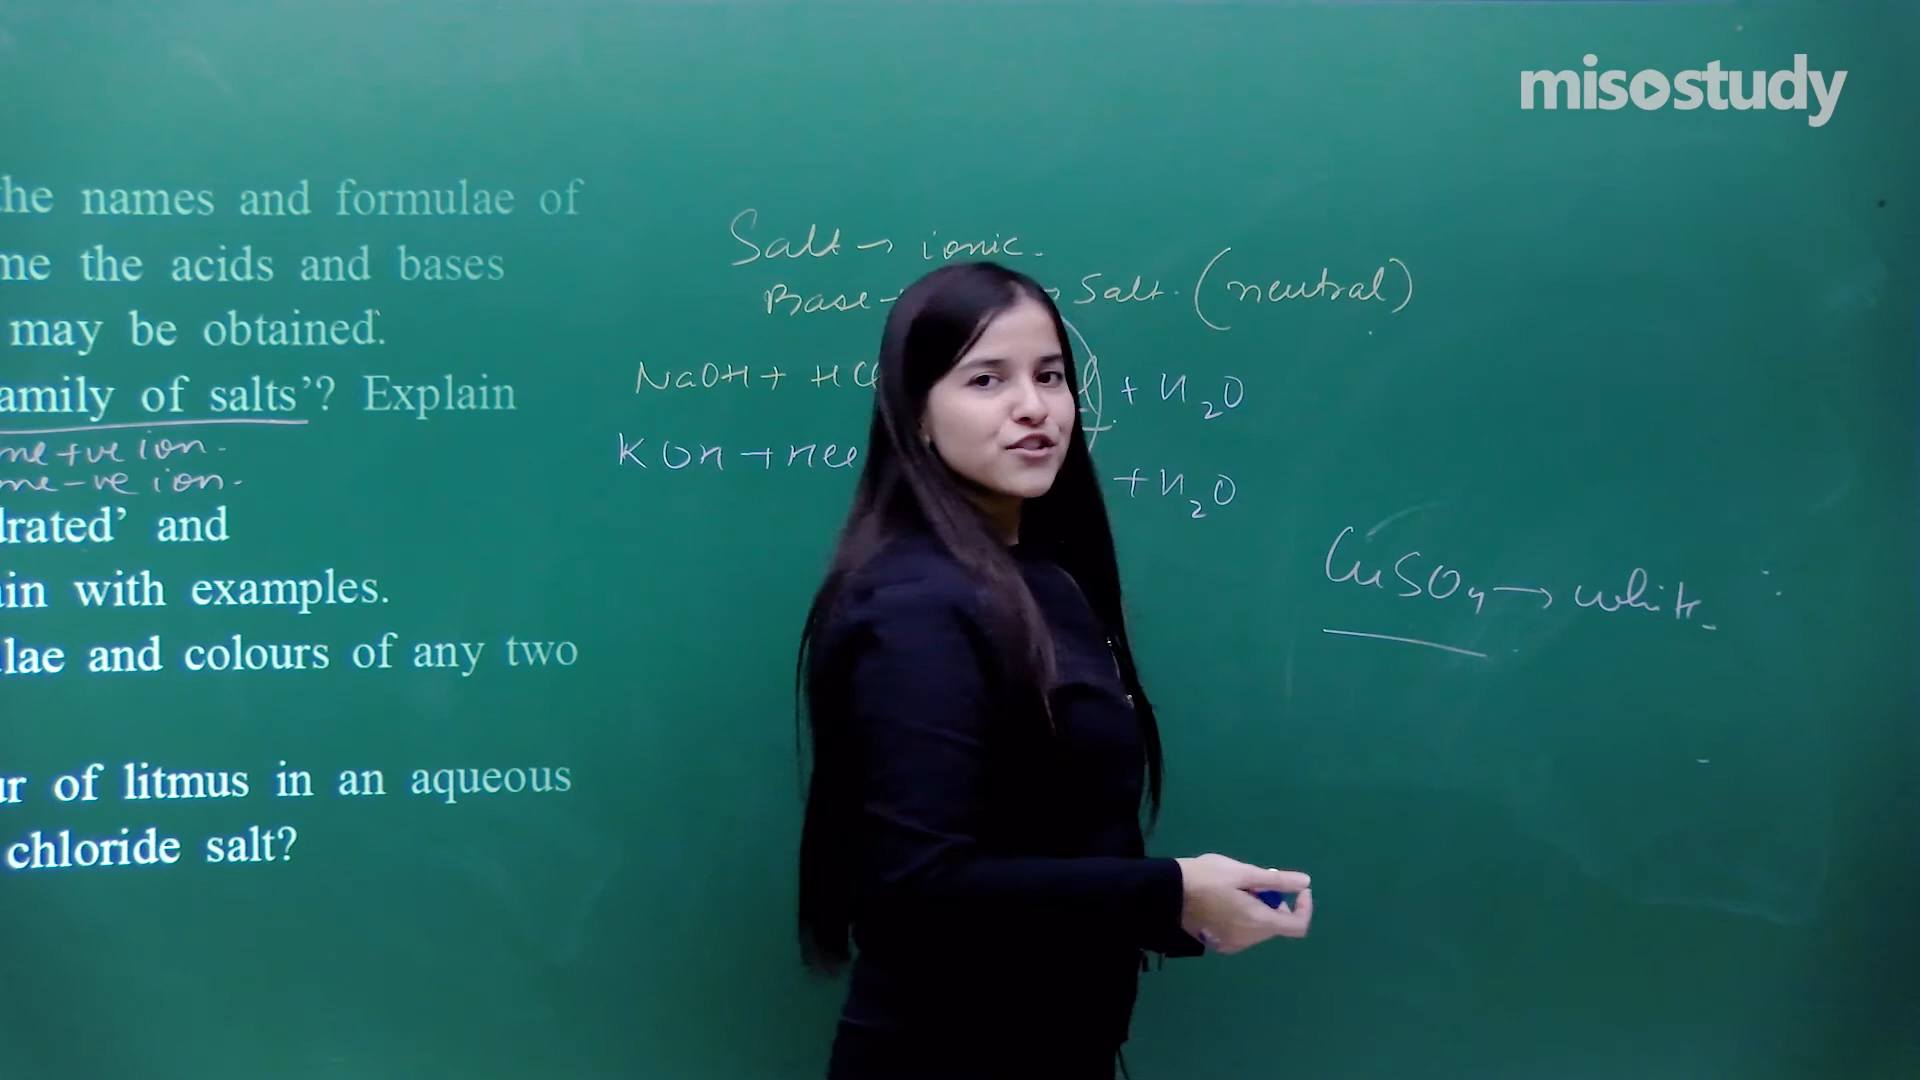 misostudy
he names and formulae of
me the acids and bases
may be obtained.
amily of salts'? Explain
me +ve ion.
me -ve ion.
drated' and
in with examples.
lae and colours of any two
ur of litmus in an aqueous
chloride salt?
Salt → ionic.
Base → Salt. (neutral)
NaOH + HCl + H₂O
KOH + HCl + H₂O
CuSO₄ → white